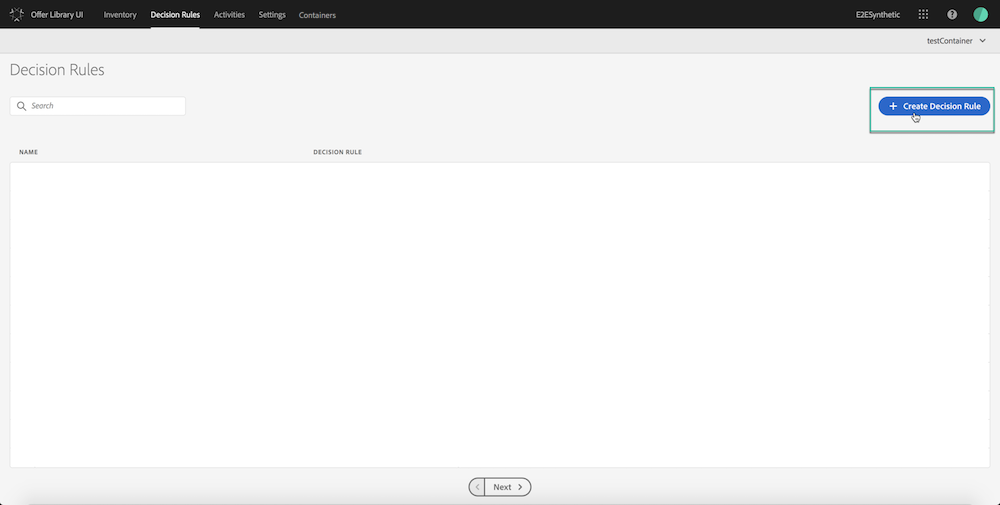 Offer Library UI Inventory Decision Rules Activities Settings Containers E2ESynthetic
testContainer
Decision Rules
Search
Create Decision Rule
NAME DECISION RULE
Next